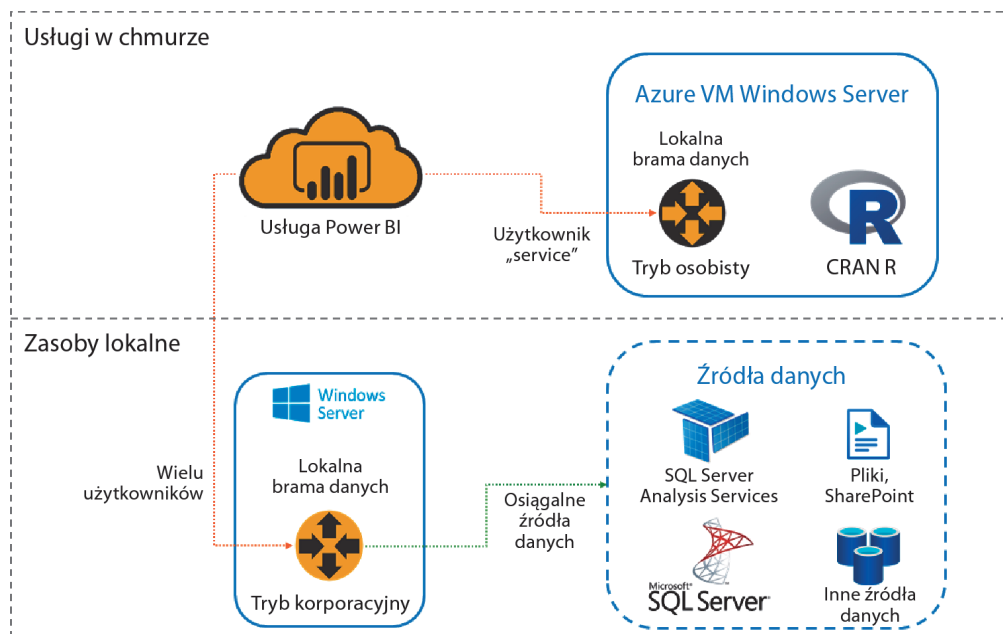 Usługi w chmurze
Azure VM Windows Server
Lokalna
brama danych
Usługa Power BI
Użytkownik
„service”
Tryb osobisty
R
CRAN R
Zasoby lokalne
Windows
Server
Źródła danych
Wielu
użytkowników
Lokalna
brama danych
Osiągalne
źródła
danych
SQL Server
Analysis Services
Pliki,
SharePoint
Tryb korporacyjny
Microsoft®
SQL Server®
Inne źródła
danych